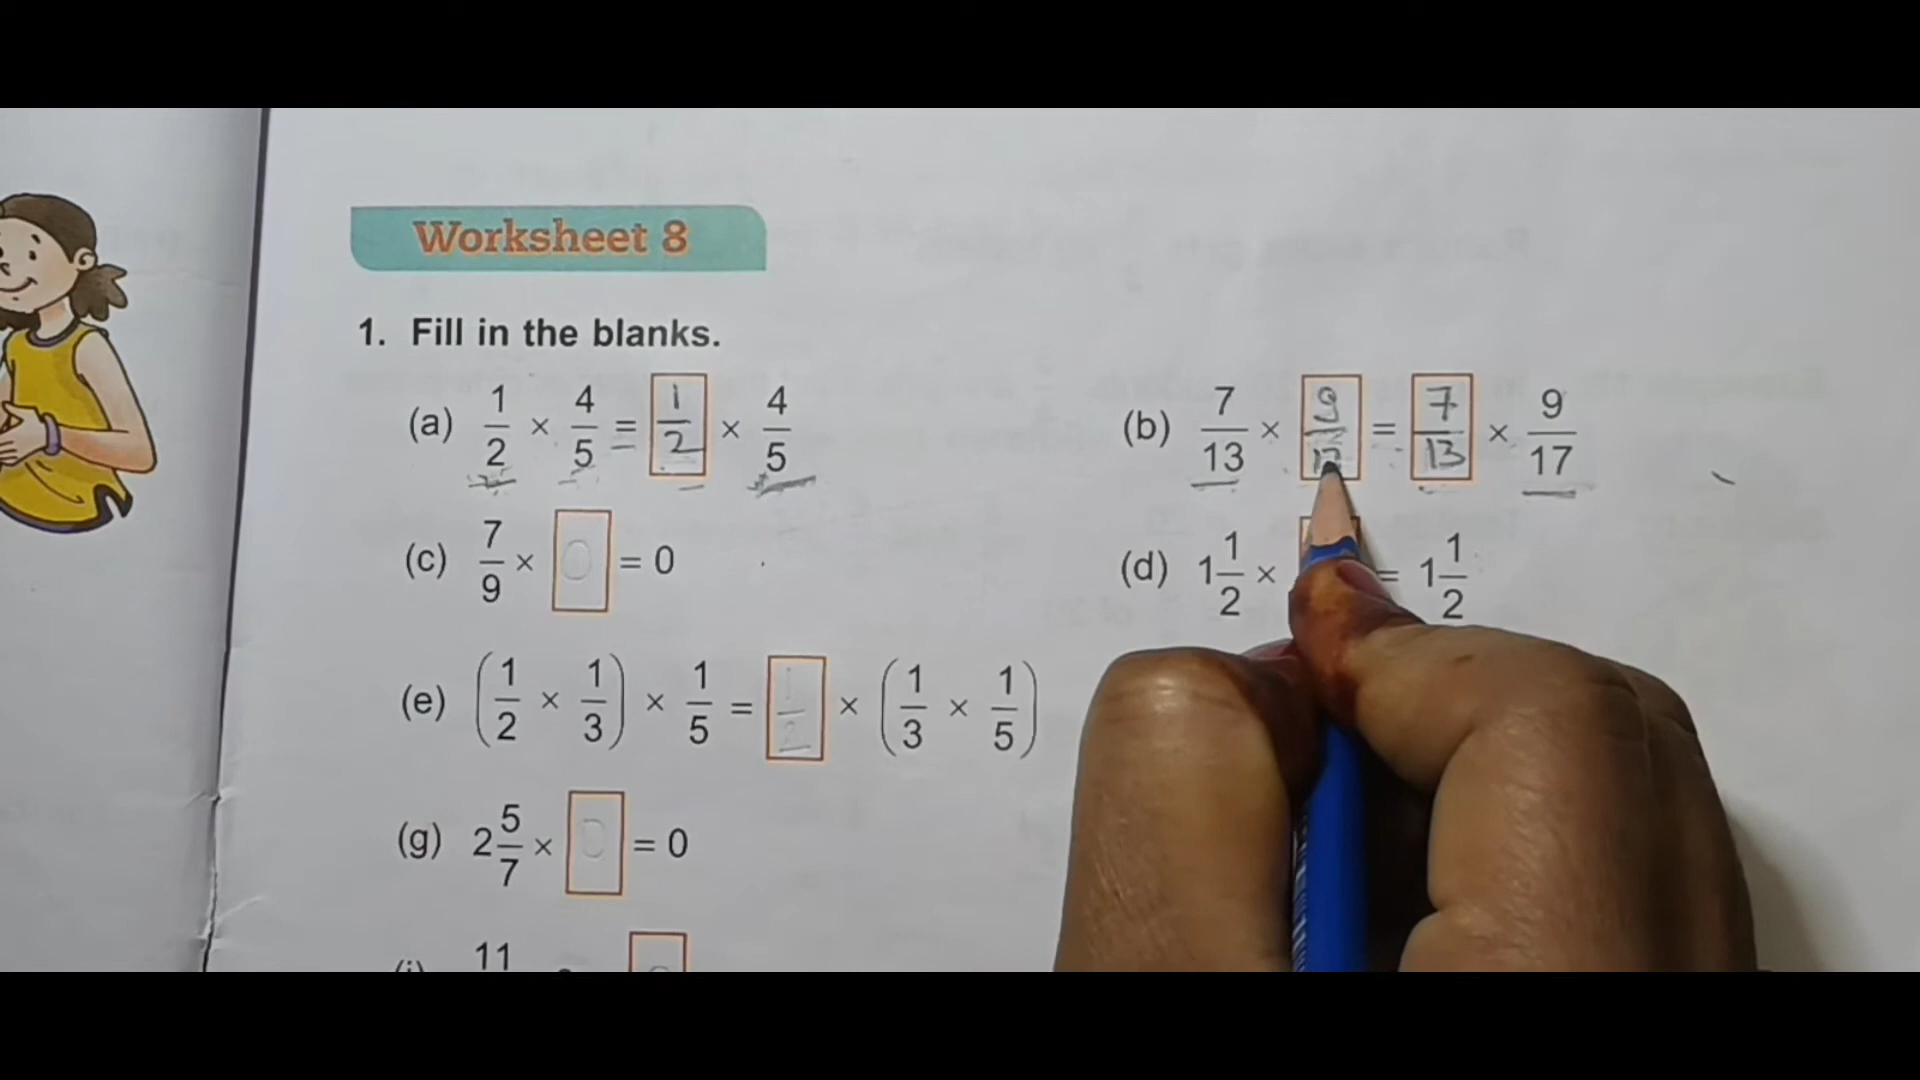 Worksheet 8
1. Fill in the blanks.
(a) 1/2 × 4/5 = 1/2 × 4/5
(b) 7/13 × 9/17 = 7/13 × 9/17
(c) 7/9 × 0 = 0
(d) 1 1/2 × = 1 1/2
(e) (1/2 × 1/3) × 1/5 = 1/2 × (1/3 × 1/5)
(g) 2 5/7 × 0 = 0
11